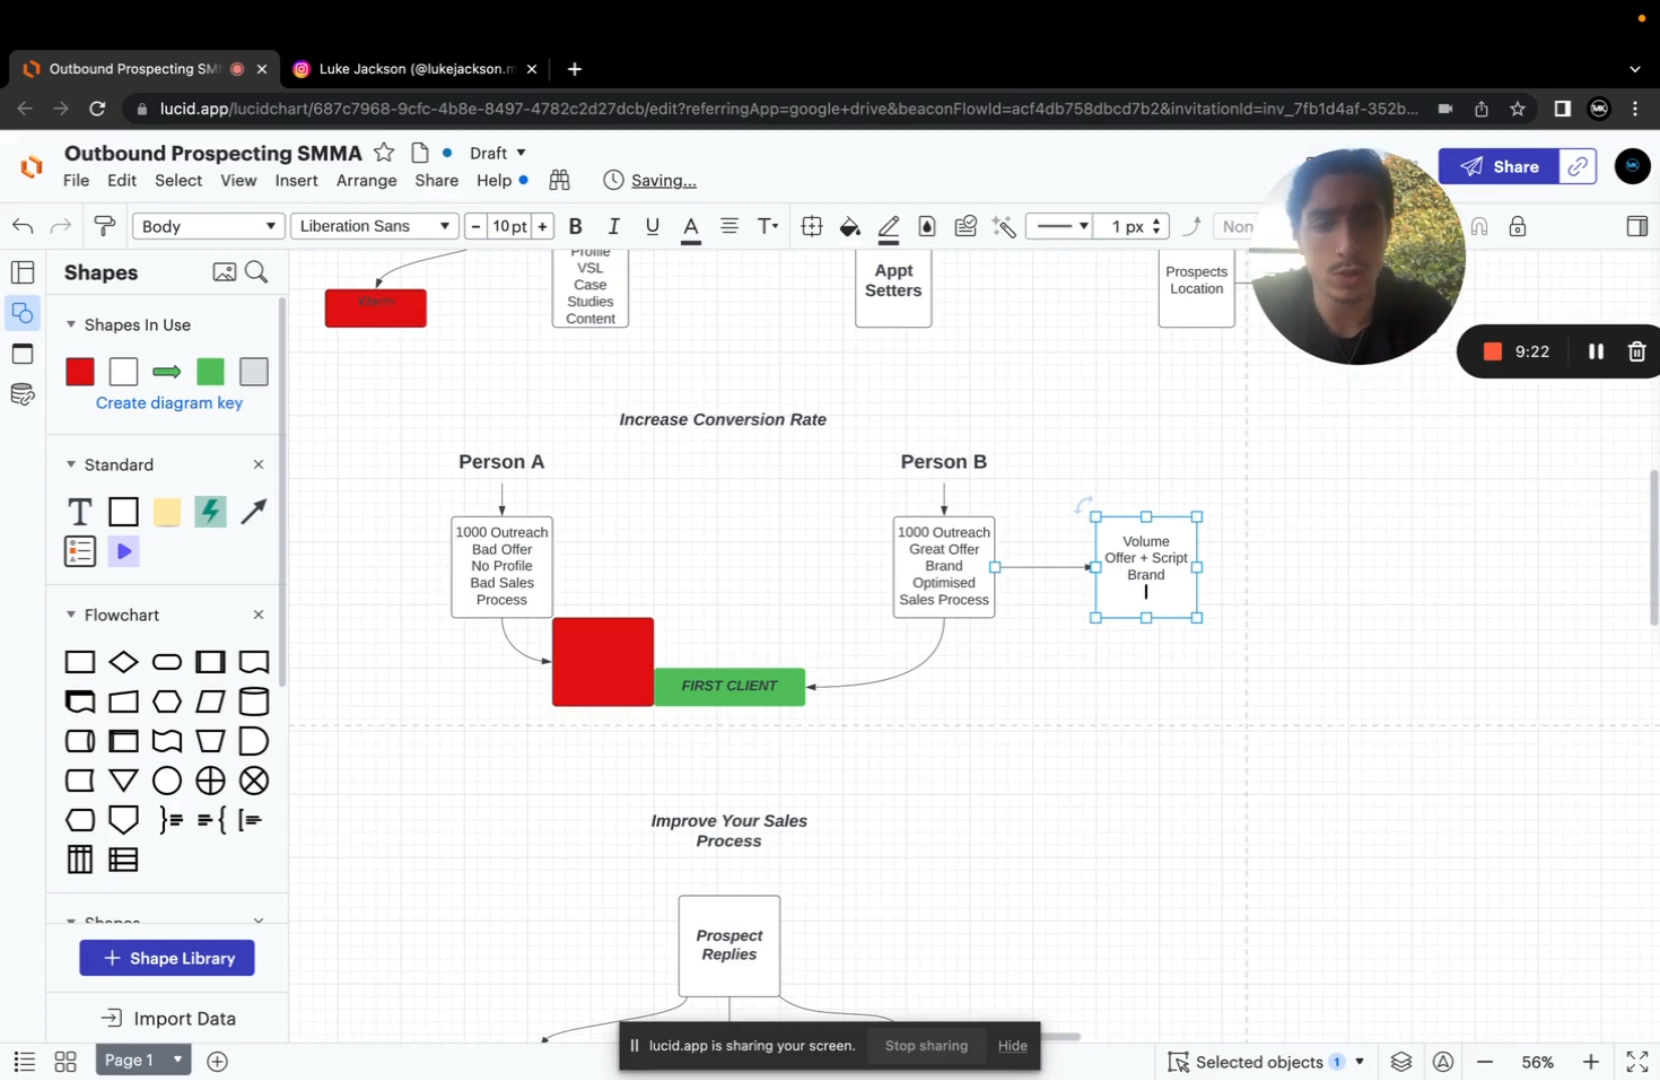 Outbound Prospecting SM
Luke Jackson (@lukejackson.m
lucid.app/lucidchart/687c7968-9cfc-4b8e-8497-4782c2d27dcb/edit?referringApp=google+drive&beaconFlowId=acf4db758dbcd7b2&invitationId=inv_7fb1d4af-352b...
Outbound Prospecting SMMA
Draft
Share
File Edit Select View Insert Arrange Share Help
Saving...
Body
Liberation Sans
10 pt
1 px
Non
Shapes
Shapes In Use
Create diagram key
Standard
Flowchart
Shapes
Shape Library
Import Data
Profile
VSL
Case
Studies
Content
Appt
Setters
Prospects
Location
9:22
Increase Conversion Rate
Person A
Person B
1000 Outreach
Bad Offer
No Profile
Bad Sales
Process
1000 Outreach
Great Offer
Brand
Optimised
Sales Process
Volume
Offer + Script
Brand
FIRST CLIENT
Improve Your Sales
Process
Prospect
Replies
lucid.app is sharing your screen.
Stop sharing
Hide
Page 1
Selected objects 1
56%